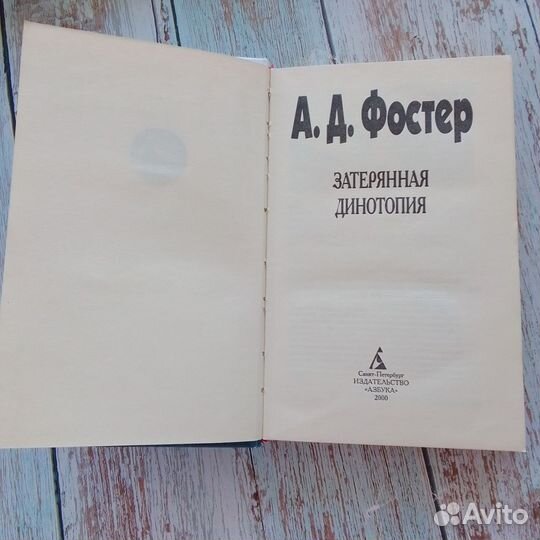 А. Д. Фостер
ЗАТЕРЯННАЯ
ДИНОТОПИЯ
Санкт-Петербург
ИЗДАТЕЛЬСТВО
«АЗБУКА»
2000
Avito